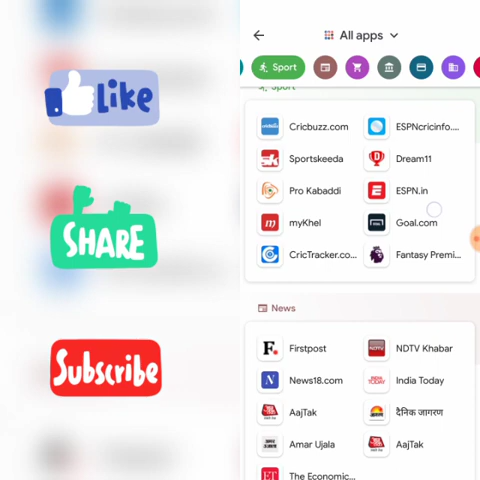 Like
SHARE
Subscribe
All apps
Sport
Sport
Cricbuzz.com
ESPNcricinfo....
Sportskeeda
Dream11
Pro Kabaddi
ESPN.in
myKhel
Goal.com
CricTracker.co...
Fantasy Premi...
News
Firstpost
NDTV Khabar
News18.com
India Today
AajTak
दैनिक जागरण
Amar Ujala
AajTak
The Economic...